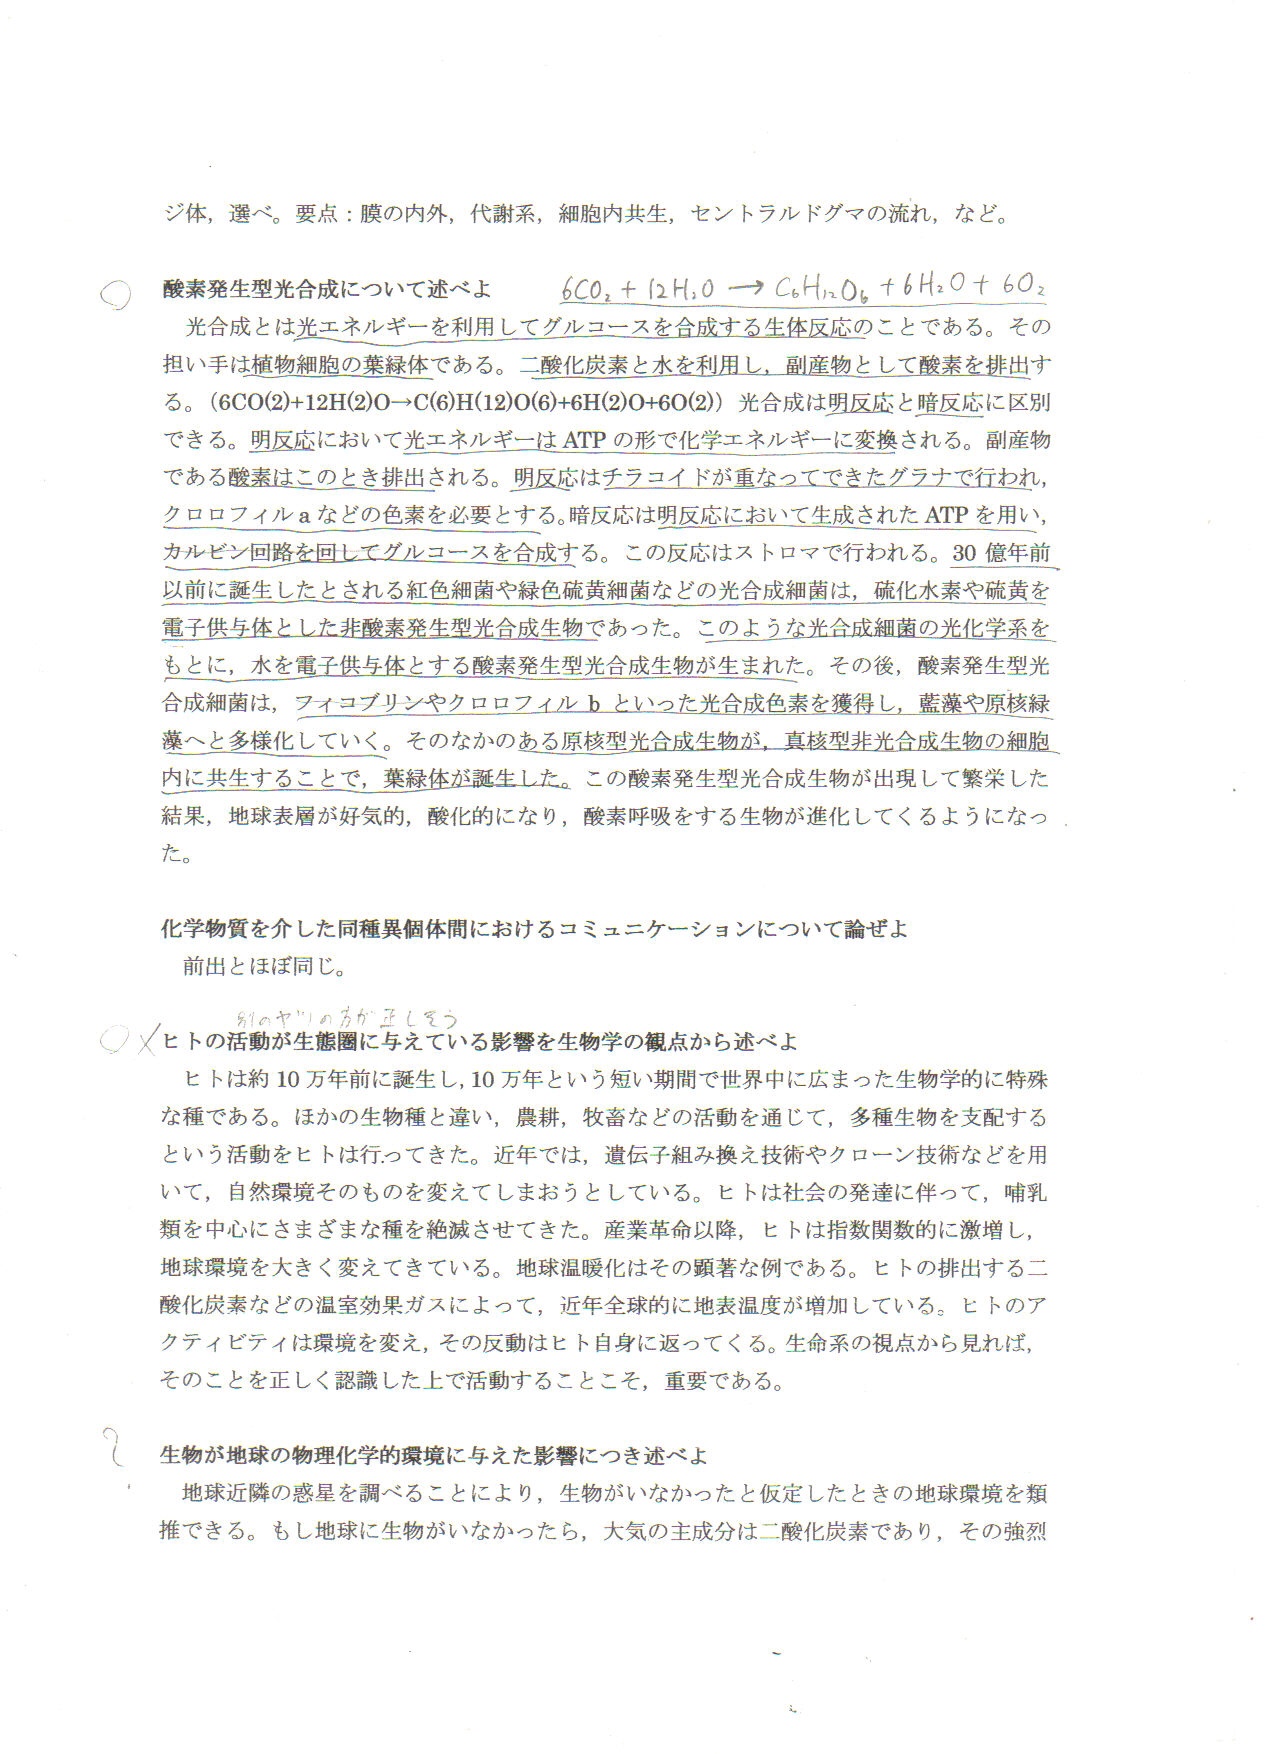 ジ体，選べ。要点：膜の内外，代謝系，細胞内共生，セントラルドグマの流れ，など。
酸素発生型光合成について述べよ 6CO₂ + 12H₂O → C₆H₁₂O₆ + 6H₂O + 6O₂
光合成とは光エネルギーを利用してグルコースを合成する生体反応のことである。その
担い手は植物細胞の葉緑体である。二酸化炭素と水を利用し，副産物として酸素を排出す
る。（6CO(2)+12H(2)O→C(6)H(12)O(6)+6H(2)O+6O(2)）光合成は明反応と暗反応に区別
できる。明反応において光エネルギーは ATP の形で化学エネルギーに変換される。副産物
である酸素はこのとき排出される。明反応はチラコイドが重なってできたグラナで行われ，
クロロフィル a などの色素を必要とする。暗反応は明反応において生成された ATP を用い，
カルビン回路を回してグルコースを合成する。この反応はストロマで行われる。30 億年前
以前に誕生したとされる紅色細菌や緑色硫黄細菌などの光合成細菌は，硫化水素や硫黄を
電子供与体とした非酸素発生型光合成生物であった。このような光合成細菌の光化学系を
もとに，水を電子供与体とする酸素発生型光合成生物が生まれた。その後，酸素発生型光
合成細菌は，フィコブリンやクロロフィル b といった光合成色素を獲得し，藍藻や原核緑
藻へと多様化していく。そのなかのある原核型光合成生物が，真核型非光合成生物の細胞
内に共生することで，葉緑体が誕生した。この酸素発生型光合成生物が出現して繁栄した
結果，地球表層が好気的，酸化的になり，酸素呼吸をする生物が進化してくるようになっ
た。
化学物質を介した同種異個体間におけるコミュニケーションについて論ぜよ
前出とほぼ同じ。
別のヤツの方が正しそう
ヒトの活動が生態圏に与えている影響を生物学の観点から述べよ
ヒトは約 10 万年前に誕生し，10 万年という短い期間で世界中に広まった生物学的に特殊
な種である。ほかの生物種と違い，農耕，牧畜などの活動を通じて，多種生物を支配する
という活動をヒトは行ってきた。近年では，遺伝子組み換え技術やクローン技術などを用
いて，自然環境そのものを変えてしまおうとしている。ヒトは社会の発達に伴って，哺乳
類を中心にさまざまな種を絶滅させてきた。産業革命以降，ヒトは指数関数的に激増し，
地球環境を大きく変えてきている。地球温暖化はその顕著な例である。ヒトの排出する二
酸化炭素などの温室効果ガスによって，近年全球的に地表温度が増加している。ヒトのア
クティビティは環境を変え，その反動はヒト自身に返ってくる。生命系の視点から見れば，
そのことを正しく認識した上で活動することこそ，重要である。
生物が地球の物理化学的環境に与えた影響につき述べよ
地球近隣の惑星を調べることにより，生物がいなかったと仮定したときの地球環境を類
推できる。もし地球に生物がいなかったら，大気の主成分は二酸化炭素であり，その強烈